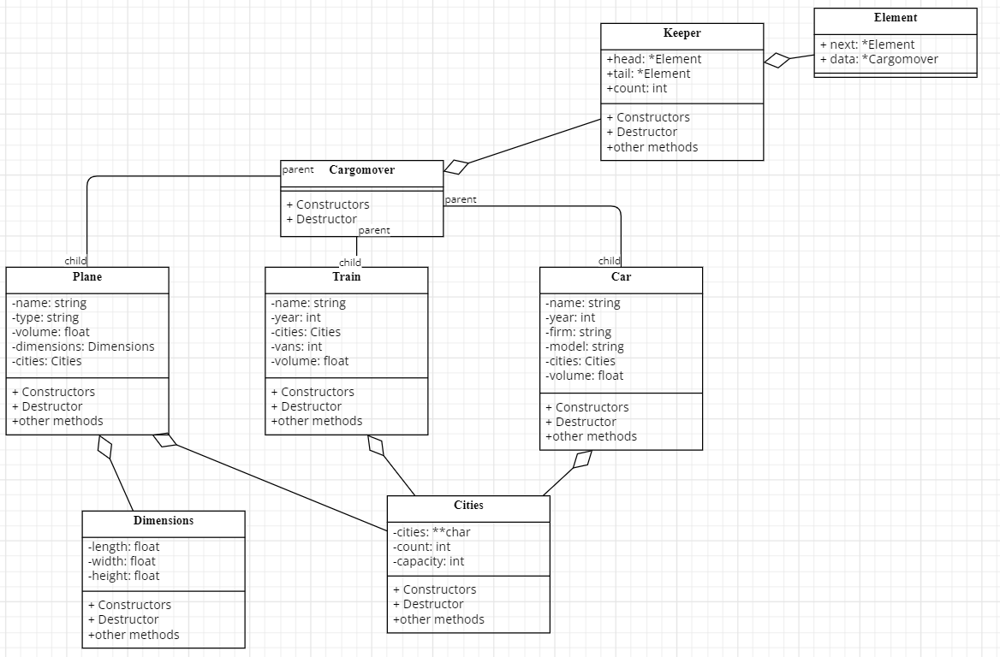 Element
+ next: *Element
+ data: *Cargomover
Keeper
+head: *Element
+tail: *Element
+count: int
+ Constructors
+ Destructor
+other methods
parent
Cargomover
+ Constructors
+ Destructor
parent
parent
child
child
child
Plane
-name: string
-type: string
-volume: float
-dimensions: Dimensions
-cities: Cities
+ Constructors
+ Destructor
+other methods
Train
-name: string
-year: int
-cities: Cities
-vans: int
-volume: float
+ Constructors
+ Destructor
+other methods
Car
-name: string
-year: int
-firm: string
-model: string
-cities: Cities
-volume: float
+ Constructors
+ Destructor
+other methods
Dimensions
-length: float
-width: float
-height: float
+ Constructors
+ Destructor
+other methods
Cities
-cities: **char
-count: int
-capacity: int
+ Constructors
+ Destructor
+other methods